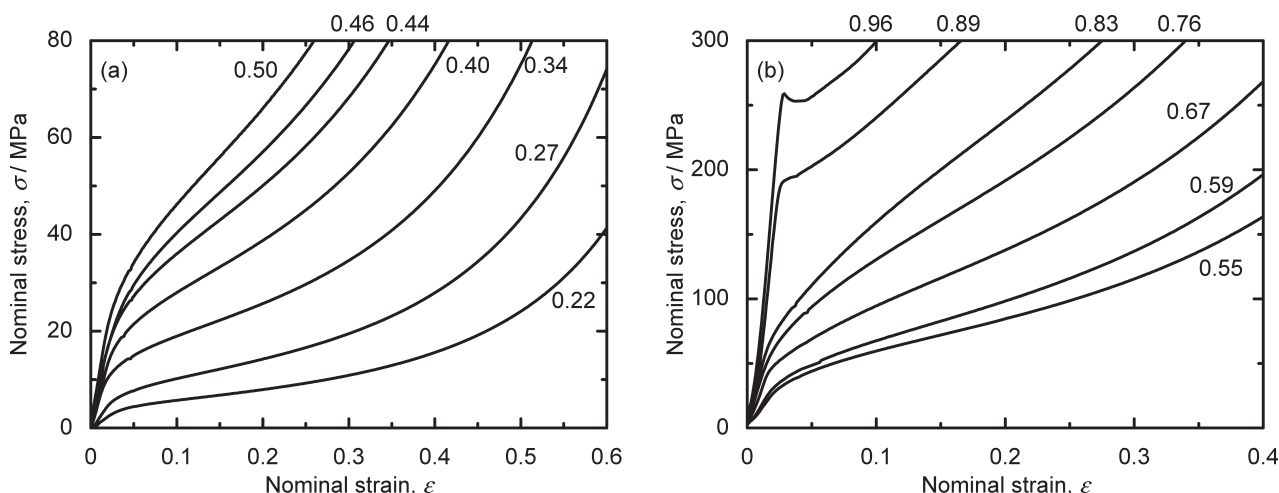 0.46 0.44
80
(a)
0.50
0.40
0.34
60
0.27
40
0.22
20
0
0 0.1 0.2 0.3 0.4 0.5 0.6
Nominal stress, σ / MPa
Nominal strain, ε
0.96 0.89 0.83 0.76
300
(b)
0.67
200
0.59
0.55
100
0
0 0.1 0.2 0.3 0.4
Nominal stress, σ / MPa
Nominal strain, ε